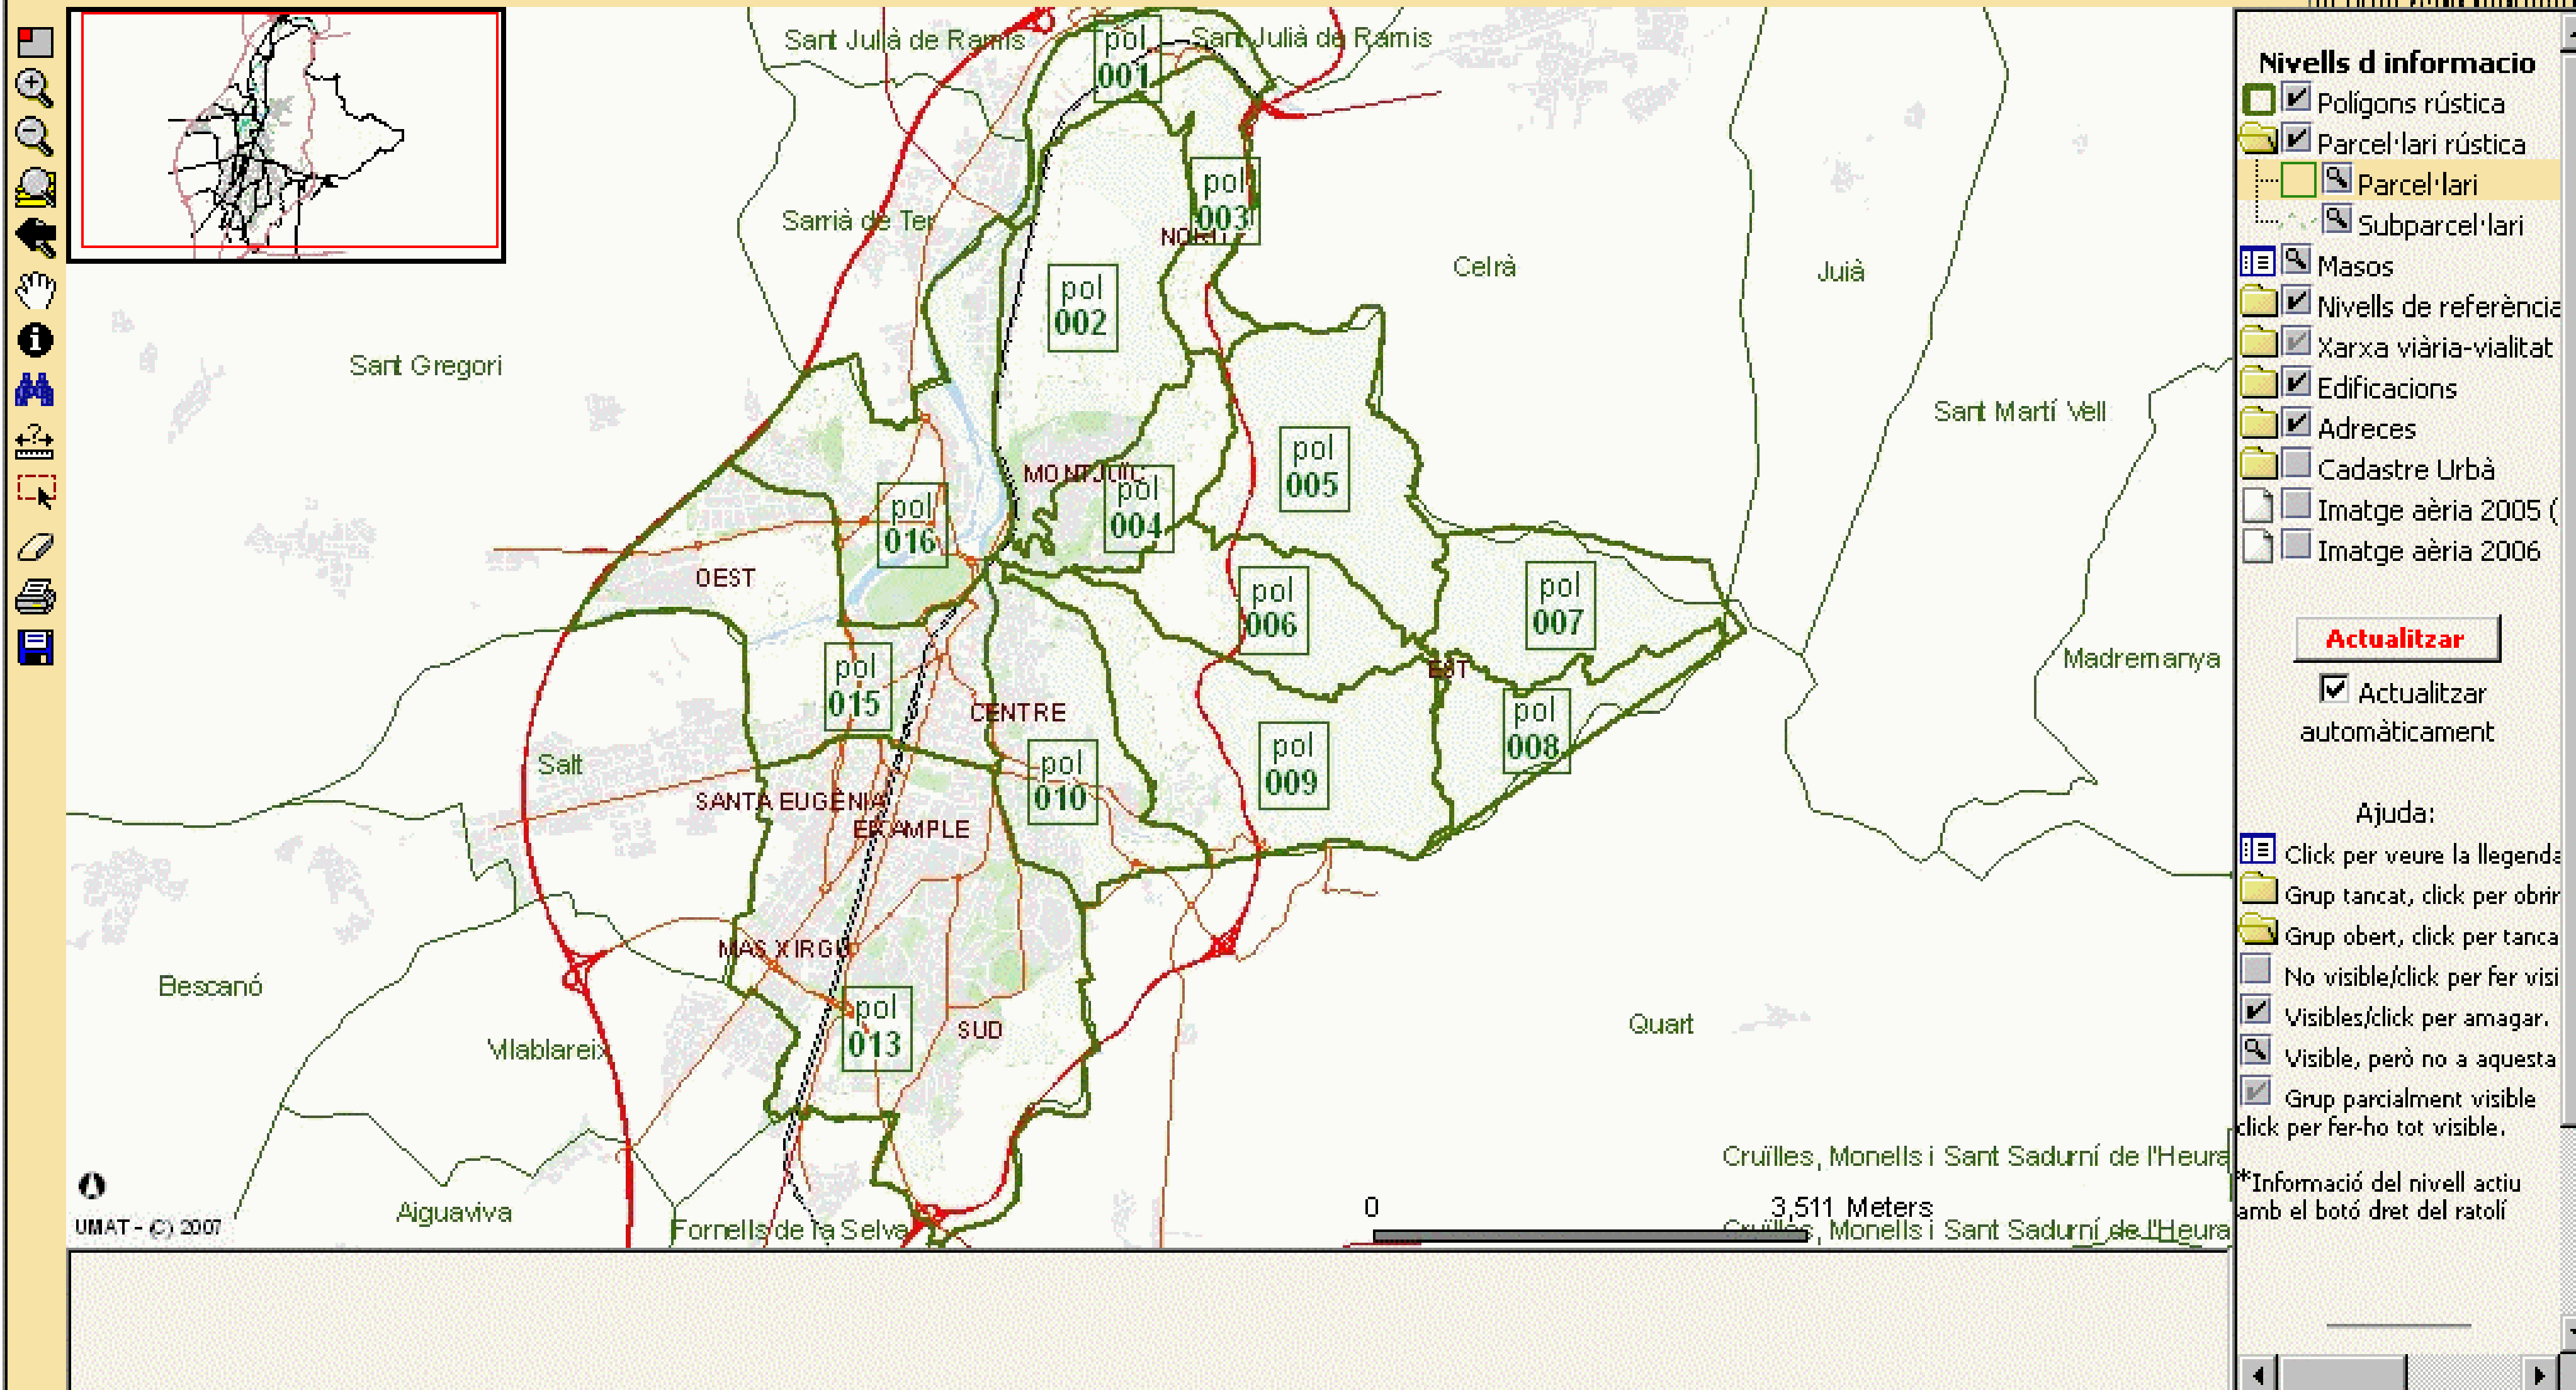 Sant Julià de Ramis
Sant Julià de Ramis
pol
001
pol
003
Sarrià de Ter
Celrà
Juià
pol
002
Sant Gregori
Sant Martí Vell
pol
005
MONTJUÏC
pol
004
pol
016
OEST
pol
006
pol
007
Madremanya
EST
pol
015
CENTRE
pol
008
pol
009
pol
010
Salt
SANTA EUGÈNIA
EIXAMPLE
MAS XIRGU
Bescanó
pol
013
SUD
Quart
Vilablareix
Cruïlles, Monells i Sant Sadurní de l'Heura
Aiguaviva
0
3,511 Meters
UMAT - (C) 2007
Fornells de la Selva
Cruïlles, Monells i Sant Sadurní de l'Heura
Nivells d informacio
Polígons rústica
Parcel·lari rústica
Parcel·lari
Subparcel·lari
Masos
Nivells de referència
Xarxa viària-vialitat
Edificacions
Adreces
Cadastre Urbà
Imatge aèria 2005 (
Imatge aèria 2006
Actualitzar
Actualitzar
automàticament
Ajuda:
Click per veure la llegenda
Grup tancat, click per obrir
Grup obert, click per tanca
No visible/click per fer visi
Visibles/click per amagar.
Visible, però no a aquesta
Grup parcialment visible
click per fer-ho tot visible.
*Informació del nivell actiu
amb el botó dret del ratolí